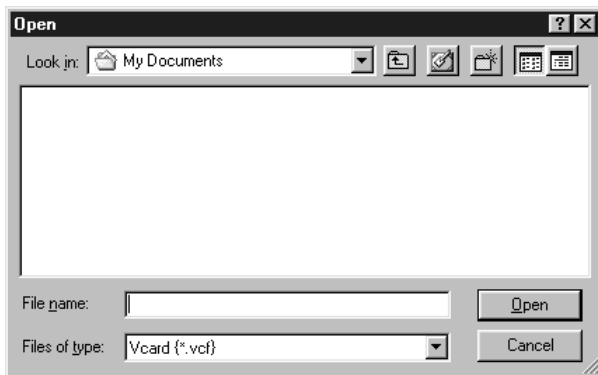 Open
Look in: My Documents
File name: Open
Files of type: Vcard {*.vcf} Cancel